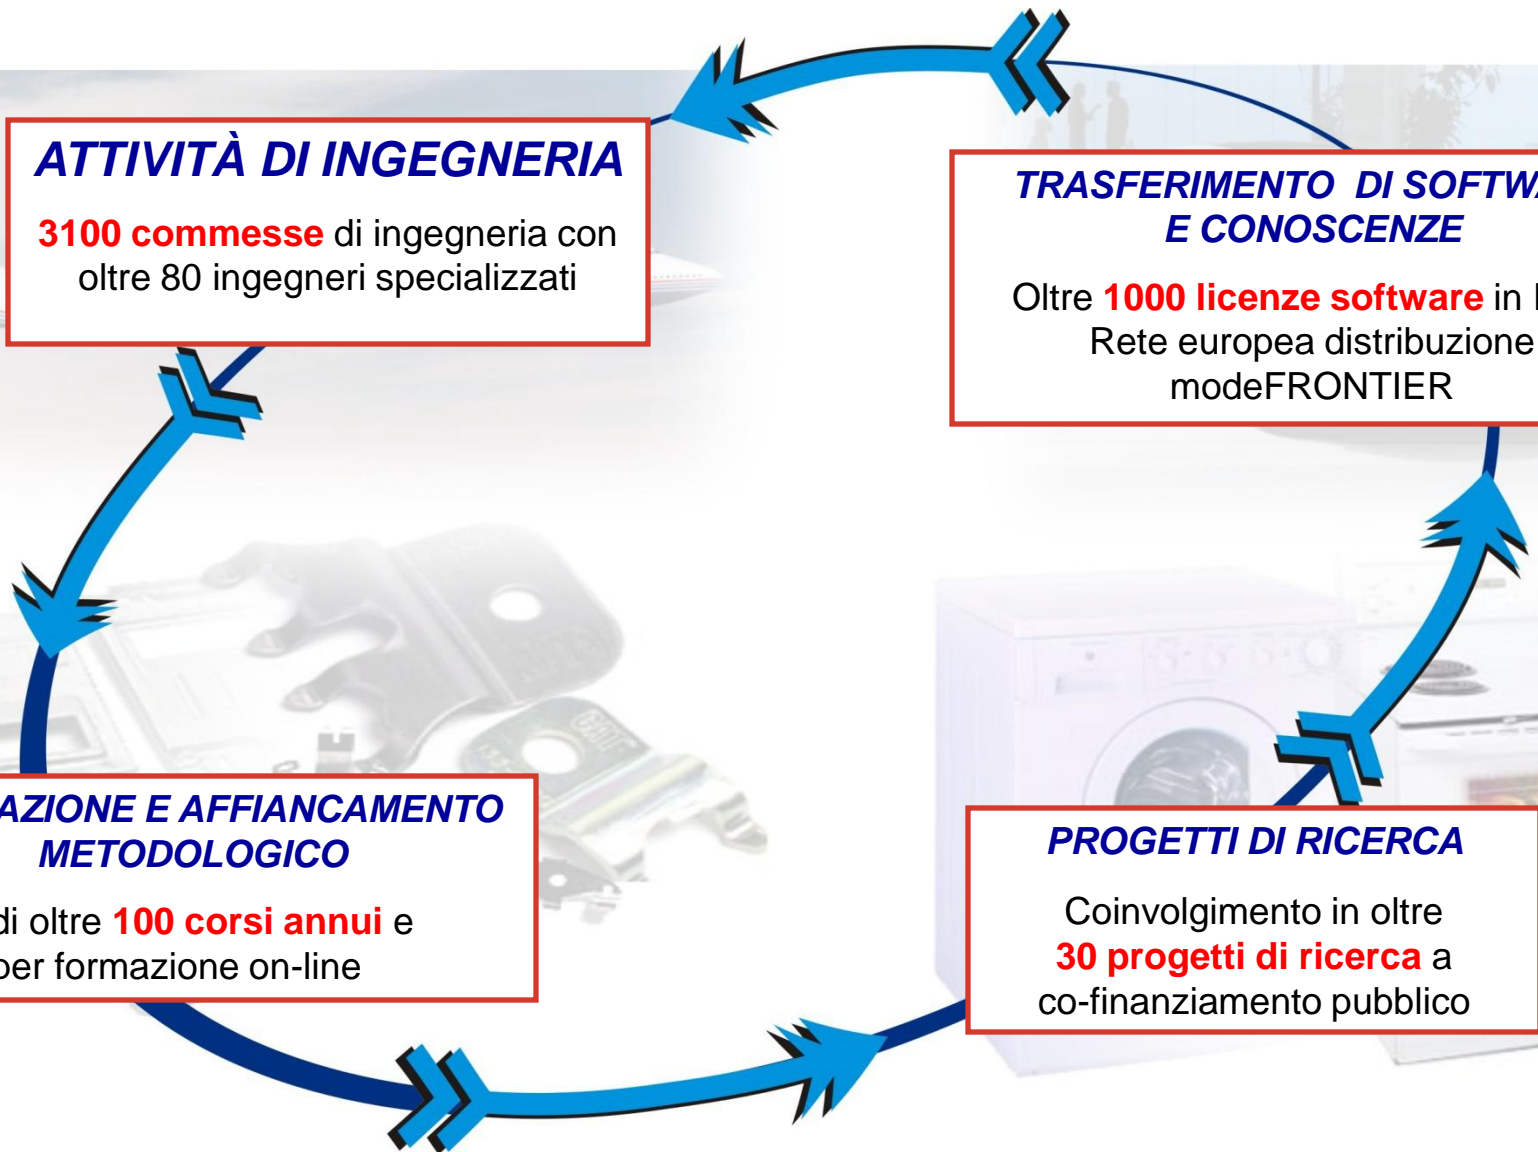 ATTIVITÀ DI INGEGNERIA
3100 commesse di ingegneria con
oltre 80 ingegneri specializzati
TRASFERIMENTO DI
E CONOSCENZE
Oltre 1000 licenze software in
Rete europea distribuzione
modeFRONTIER
E AFFIANCAMENTO
METODOLOGICO
di oltre 100 corsi annui e
per formazione on-line
PROGETTI DI RICERCA
Coinvolgimento in oltre
30 progetti di ricerca a
co-finanziamento pubblico